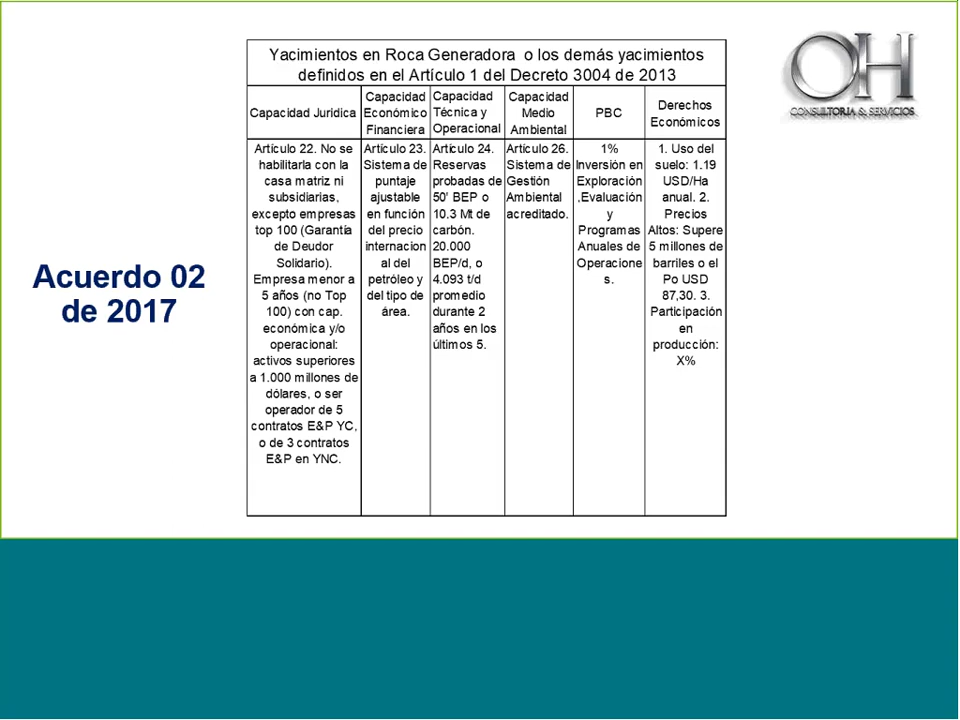 Acuerdo 02
de 2017
Yacimientos en Roca Generadora o los demás yacimientos
definidos en el Artículo 1 del Decreto 3004 de 2013
Capacidad Juridica
Capacidad
Económico
Financiera
Capacidad
Técnica y
Operacional
Capacidad
Medio
Ambiental
PBC
Derechos
Económicos
Artículo 22. No se
habilitarla con la
casa matriz ni
subsidiarias,
excepto empresas
top 100 (Garantía
de Deudor
Solidario).
Empresa menor a
5 años (no Top
100) con cap.
económica y/o
operacional:
activos superiores
a 1.000 millones de
dólares, o ser
operador de 5
contratos E&P YC,
o de 3 contratos
E&P en YNC.
Artículo 23.
Sistema de
puntaje
ajustable
en función
del precio
internacion
al del
petróleo y
del tipo de
área.
Artículo 24.
Reservas
probadas de
50' BEP o
10.3 Mt de
carbón.
20.000
BEP/d, o
4.093 t/d
promedio
durante 2
años en los
últimos 5.
Artículo 26.
Sistema de
Gestión
Ambiental
acreditado.
1%
Inversión en
Exploración
,Evaluación
y
Programas
Anuales de
Operacione
s.
1. Uso del
suelo: 1.19
USD/Ha
anual. 2.
Precios
Altos: Supere
5 millones de
barriles o el
Po USD
87,30. 3.
Participación
en
producción:
X%
OH
CONSULTORIA & SERVICIOS